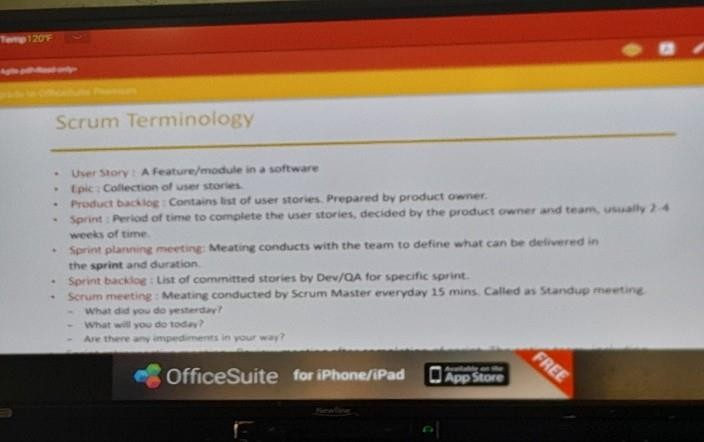 Temp120°F
Agile.pdf<Read-only>
grade to OfficeSuite Premium
Scrum Terminology
• User Story : A Feature/module in a software
• Epic : Collection of user stories.
• Product backlog : Contains list of user stories. Prepared by product owner.
• Sprint : Period of time to complete the user stories, decided by the product owner and team, usually 2-4
weeks of time.
• Sprint planning meeting: Meating conducts with the team to define what can be delivered in
the sprint and duration.
• Sprint backlog : List of committed stories by Dev/QA for specific sprint.
• Scrum meeting : Meating conducted by Scrum Master everyday 15 mins. Called as Standup meeting.
– What did you do yesterday?
– What will you do today?
– Are there any impediments in your way?
OfficeSuite for iPhone/iPad
Available on the
App Store
FREE
Newline